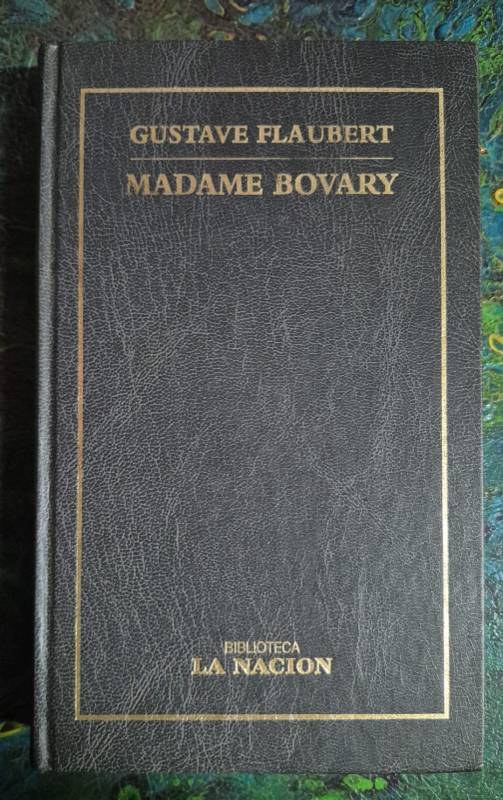 GUSTAVE FLAUBERT
MADAME BOVARY
BIBLIOTECA
LA NACION